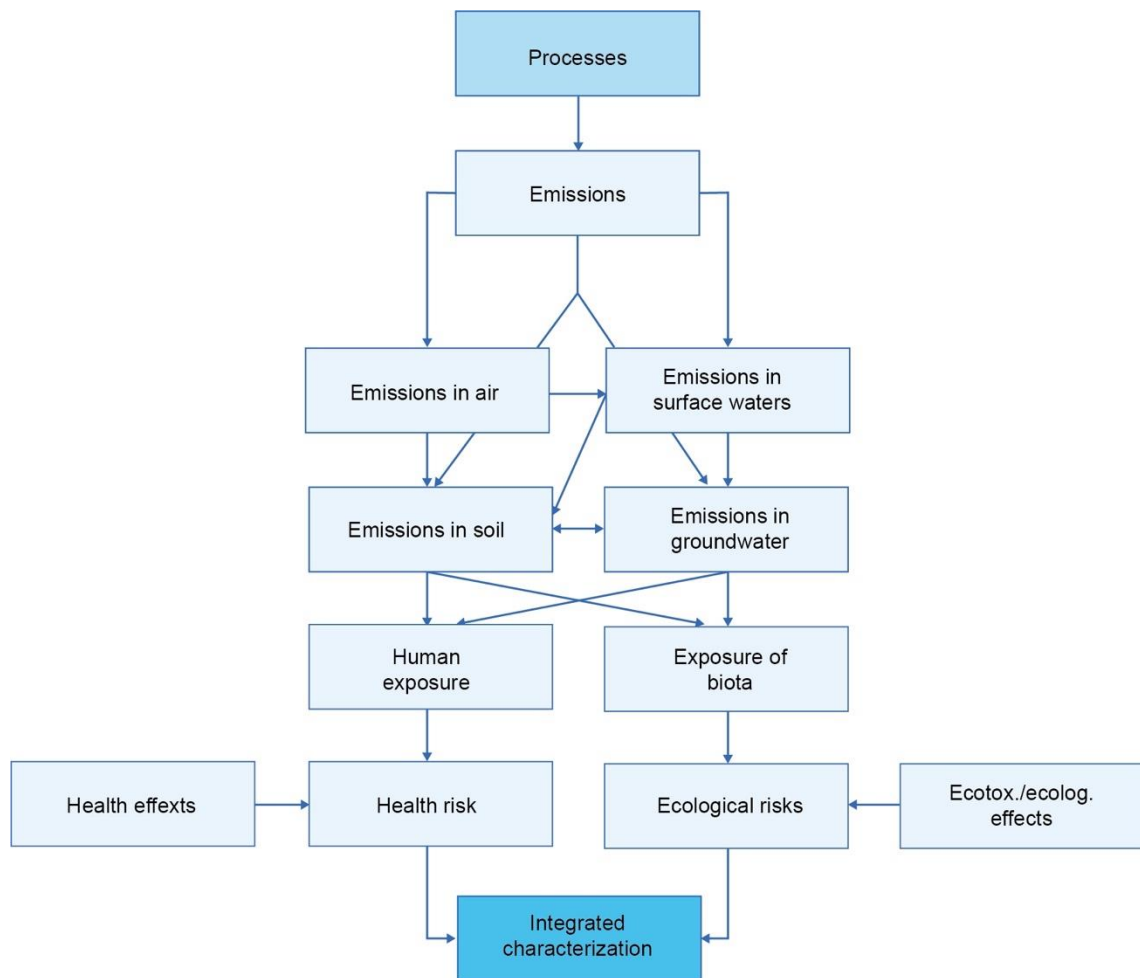 Processes
Emissions
Emissions in air
Emissions in
surface waters
Emissions in soil
Emissions in
groundwater
Human
exposure
Exposure of
biota
Health effexts
Health risk
Ecological risks
Ecotox./ecolog.
effects
Integrated
characterization